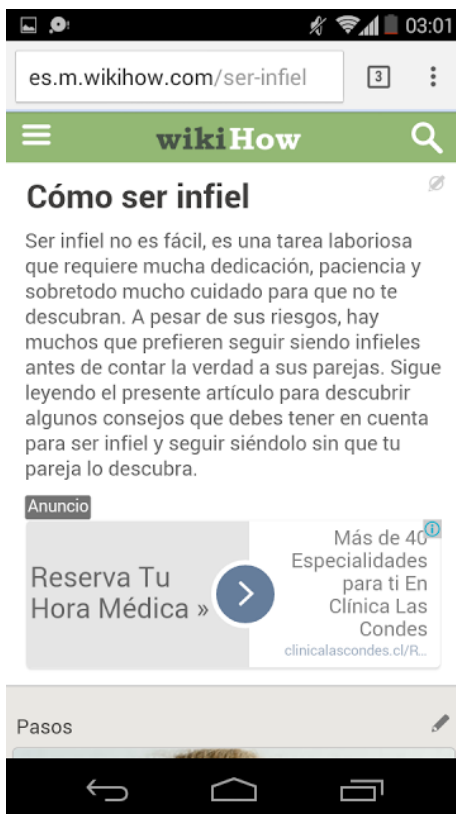 03:01
es.m.wikihow.com/ser-infiel
3
wikiHow
Cómo ser infiel
Ser infiel no es fácil, es una tarea laboriosa
que requiere mucha dedicación, paciencia y
sobretodo mucho cuidado para que no te
descubran. A pesar de sus riesgos, hay
muchos que prefieren seguir siendo infieles
antes de contar la verdad a sus parejas. Sigue
leyendo el presente artículo para descubrir
algunos consejos que debes tener en cuenta
para ser infiel y seguir siéndolo sin que tu
pareja lo descubra.
Anuncio
Reserva Tu
Hora Médica »
Más de 40
Especialidades
para ti En
Clínica Las
Condes
clinicalascondes.cl/R...
Pasos